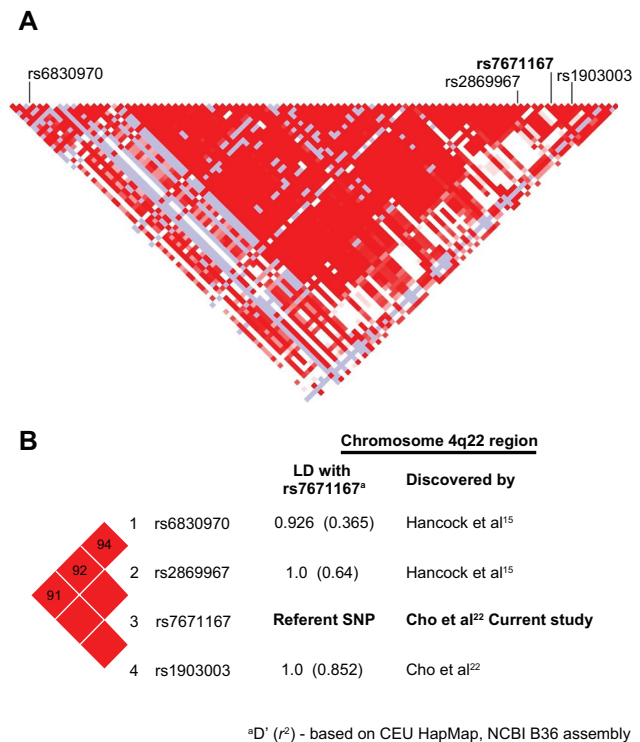 A
rs7671167
rs6830970
rs2869967
rs1903003
B
Chromosome 4q22 region
LD with
rs7671167ᵃ
Discovered by
1 rs6830970 0.926 (0.365) Hancock et al¹⁵
94
2 rs2869967 1.0 (0.64) Hancock et al¹⁵
92
91
3 rs7671167 Referent SNP Cho et al²² Current study
4 rs1903003 1.0 (0.852) Cho et al²²
ᵃD' (r²) - based on CEU HapMap, NCBI B36 assembly